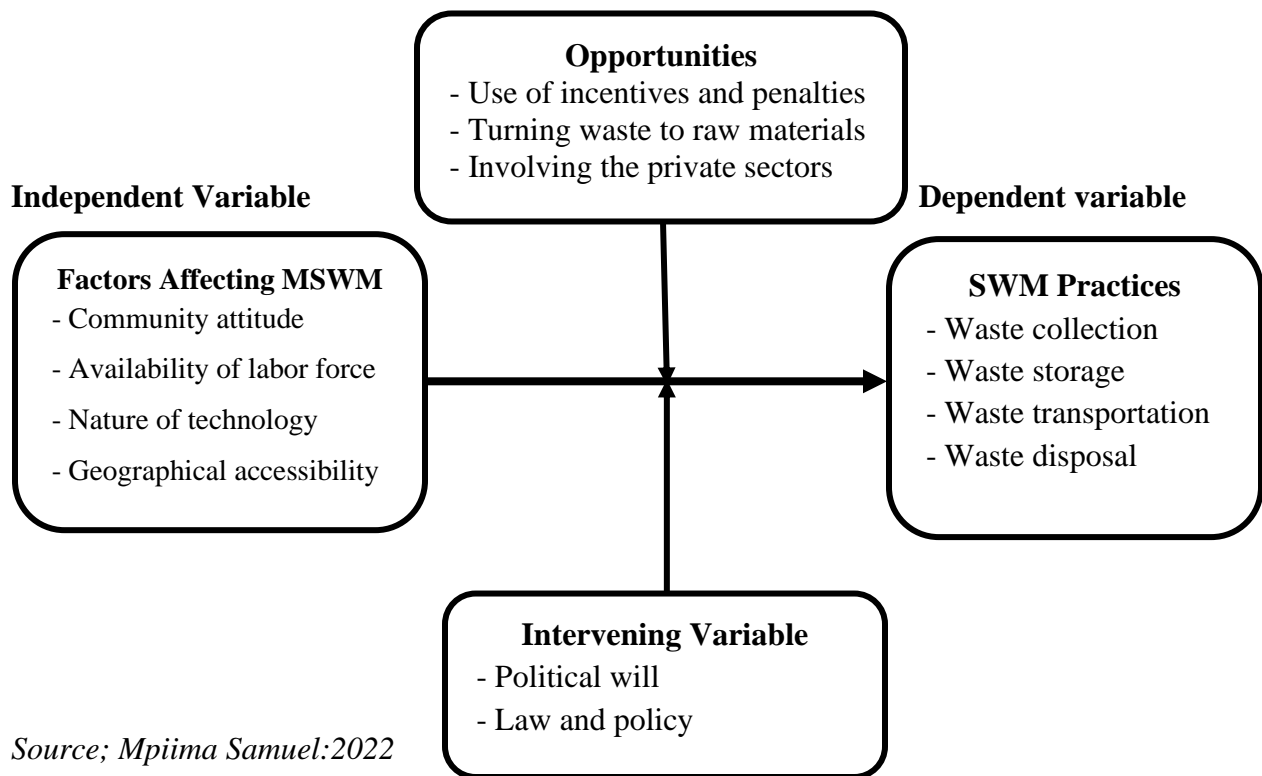 Opportunities
- Use of incentives and penalties
- Turning waste to raw materials
- Involving the private sectors
Independent Variable
Dependent variable
Factors Affecting MSWM
- Community attitude
- Availability of labor force
- Nature of technology
- Geographical accessibility
SWM Practices
- Waste collection
- Waste storage
- Waste transportation
- Waste disposal
Intervening Variable
- Political will
- Law and policy
Source; Mpiima Samuel:2022